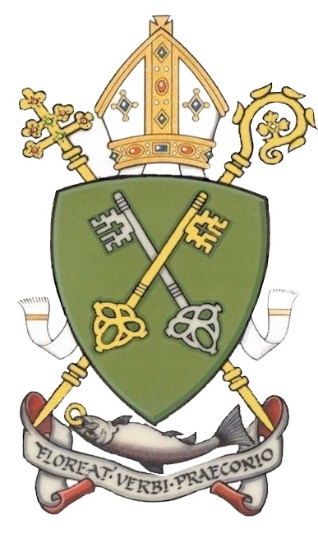 FLOREAT · VERBI · PRAECONIO